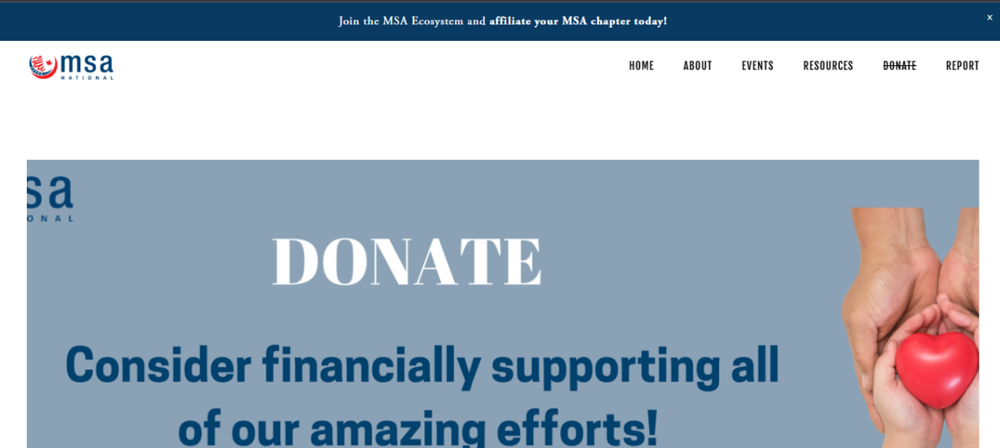 Join the MSA Ecosystem and affiliate your MSA chapter today!
×
msa
NATIONAL
HOME ABOUT EVENTS RESOURCES DONATE REPORT
sa
ONAL
DONATE
Consider financially supporting all
of our amazing efforts!